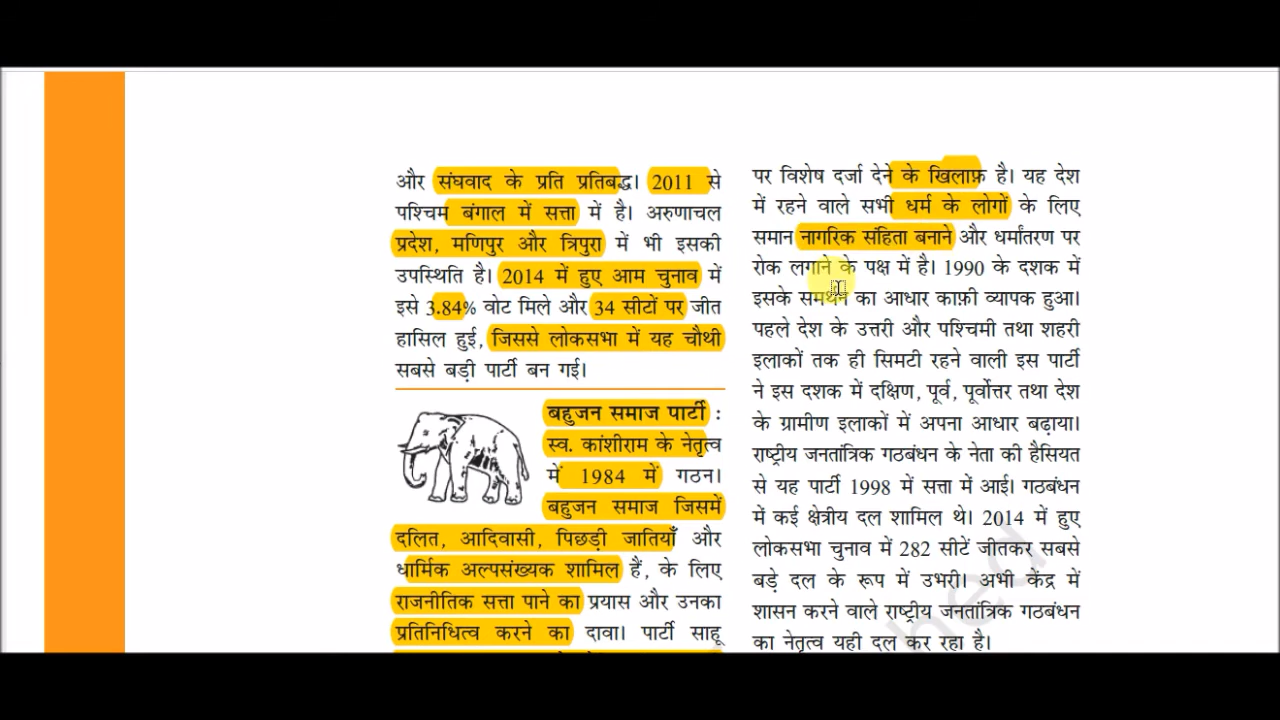 और संघवाद के प्रति प्रतिबद्ध। 2011 से
पश्चिम बंगाल में सत्ता में है। अरुणाचल
प्रदेश, मणिपुर और त्रिपुरा में भी इसकी
उपस्थिति है। 2014 में हुए आम चुनाव में
इसे 3.84% वोट मिले और 34 सीटों पर जीत
हासिल हुई, जिससे लोकसभा में यह चौथी
सबसे बड़ी पार्टी बन गई।
बहुजन समाज पार्टी :
स्व. कांशीराम के नेतृत्व
में 1984 में गठन।
बहुजन समाज जिसमें
दलित, आदिवासी, पिछड़ी जातियाँ और
धार्मिक अल्पसंख्यक शामिल हैं, के लिए
राजनीतिक सत्ता पाने का प्रयास और उनका
प्रतिनिधित्व करने का दावा। पार्टी साहू
पर विशेष दर्जा देने के खिलाफ़ है। यह देश
में रहने वाले सभी धर्म के लोगों के लिए
समान नागरिक संहिता बनाने और धर्मांतरण पर
रोक लगाने के पक्ष में है। 1990 के दशक में
इसके समर्थन का आधार काफ़ी व्यापक हुआ।
पहले देश के उत्तरी और पश्चिमी तथा शहरी
इलाकों तक ही सिमटी रहने वाली इस पार्टी
ने इस दशक में दक्षिण, पूर्व, पूर्वोत्तर तथा देश
के ग्रामीण इलाकों में अपना आधार बढ़ाया।
राष्ट्रीय जनतांत्रिक गठबंधन के नेता की हैसियत
से यह पार्टी 1998 में सत्ता में आई। गठबंधन
में कई क्षेत्रीय दल शामिल थे। 2014 में हुए
लोकसभा चुनाव में 282 सीटें जीतकर सबसे
बड़े दल के रूप में उभरी। अभी केंद्र में
शासन करने वाले राष्ट्रीय जनतांत्रिक गठबंधन
का नेतृत्व यही दल कर रहा है।
hed